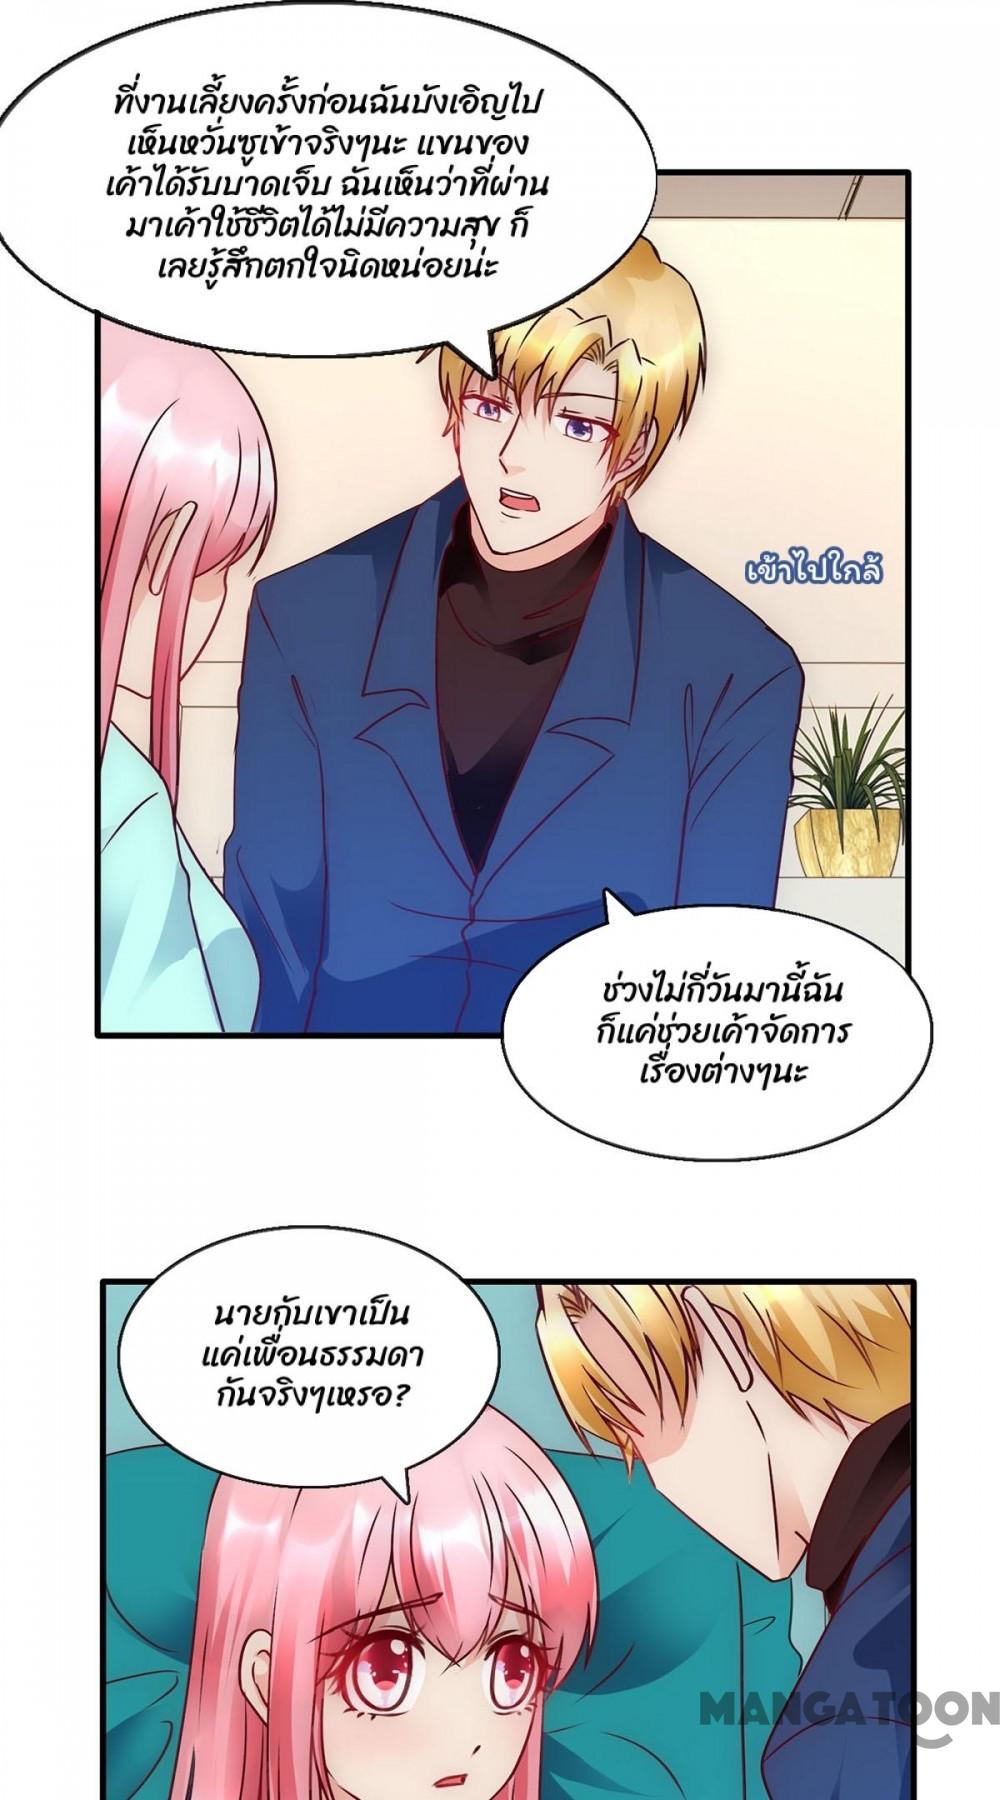 ที่งานเลี้ยงครั้งก่อนฉันบังเอิญไป
เห็นหวั่นซูเข้าจริงๆนะ แขนของ
เค้าได้รับบาดเจ็บ ฉันเห็นว่าที่ผ่าน
มาเค้าใช้ชีวิตได้ไม่มีความสุข ก็
เลยรู้สึกตกใจนิดหน่อยน่ะ
เข้าไปใกล้
ช่วงไม่กี่วันมานี้ฉัน
ก็แค่ช่วยเค้าจัดการ
เรื่องต่างๆนะ
นายกับเขาเป็น
แค่เพื่อนธรรมดา
กันจริงๆเหรอ?
MANGATOON